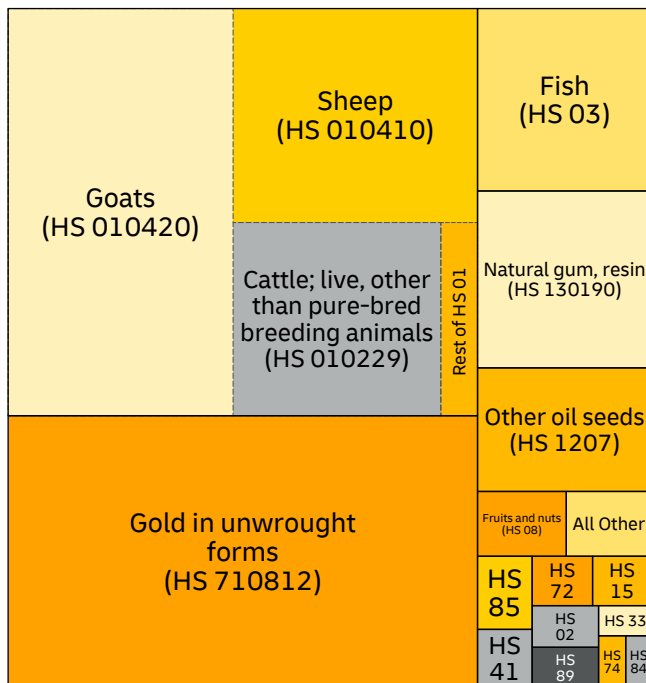 Goats
(HS 010420)
Sheep
(HS 010410)
Cattle; live, other
than pure-bred
breeding animals
(HS 010229)
Rest of HS 01
Gold in unwrought
forms
(HS 710812)
Fish
(HS 03)
Natural gum, resin
(HS 130190)
Other oil seeds
(HS 1207)
Fruits and nuts
(HS 08)
All Other
HS
85
HS
72
HS
15
HS
02
HS 33
HS
41
HS
89
HS
74
HS
84